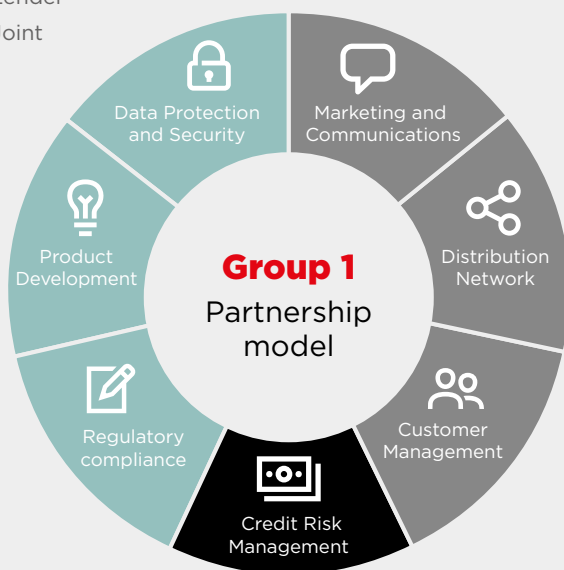 Joint
Data Protection
and Security
Marketing and
Communications
Product
Development
Distribution
Network
Group 1
Partnership
model
Regulatory
compliance
Customer
Management
Credit Risk
Management